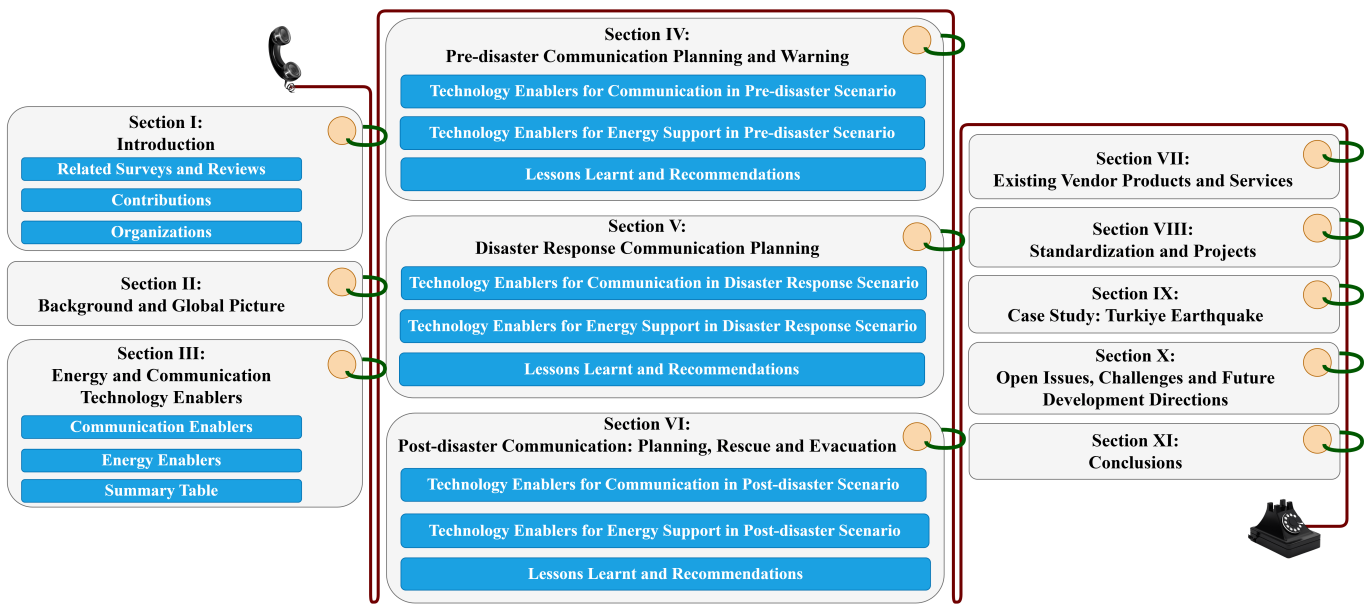 Section I:
Introduction
Related Surveys and Reviews
Contributions
Organizations
Section II:
Background and Global Picture
Section III:
Energy and Communication
Technology Enablers
Communication Enablers
Energy Enablers
Summary Table
Section IV:
Pre-disaster Communication Planning and Warning
Technology Enablers for Communication in Pre-disaster Scenario
Technology Enablers for Energy Support in Pre-disaster Scenario
Lessons Learnt and Recommendations
Section V:
Disaster Response Communication Planning
Technology Enablers for Communication in Disaster Response Scenario
Technology Enablers for Energy Support in Disaster Response Scenario
Lessons Learnt and Recommendations
Section VI:
Post-disaster Communication: Planning, Rescue and Evacuation
Technology Enablers for Communication in Post-disaster Scenario
Technology Enablers for Energy Support in Post-disaster Scenario
Lessons Learnt and Recommendations
Section VII:
Existing Vendor Products and Services
Section VIII:
Standardization and Projects
Section IX:
Case Study: Turkiye Earthquake
Section X:
Open Issues, Challenges and Future
Development Directions
Section XI:
Conclusions